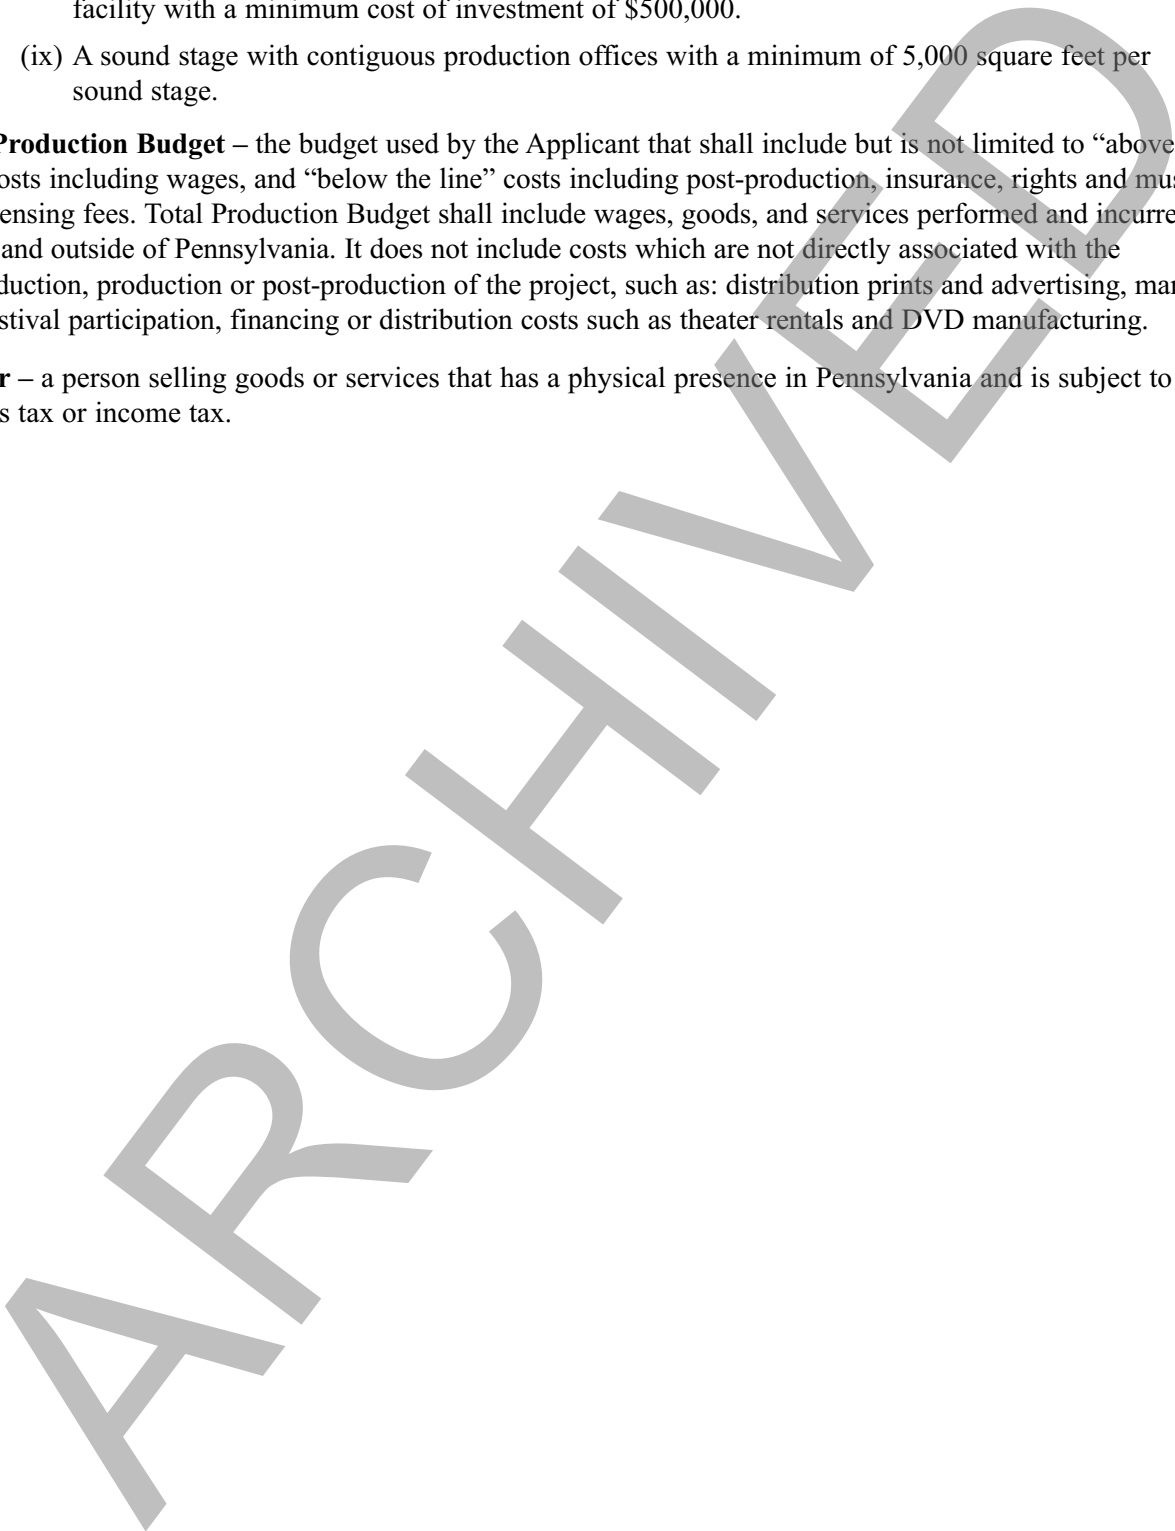 facility with a minimum cost of investment of $500,000.
(ix) A sound stage with contiguous production offices with a minimum of 5,000 square feet per
sound stage.
Production Budget – the budget used by the Applicant that shall include but is not limited to “above
osts including wages, and “below the line” costs including post-production, insurance, rights and mus
ensing fees. Total Production Budget shall include wages, goods, and services performed and incurre
and outside of Pennsylvania. It does not include costs which are not directly associated with the
duction, production or post-production of the project, such as: distribution prints and advertising, mar
stival participation, financing or distribution costs such as theater rentals and DVD manufacturing.
r – a person selling goods or services that has a physical presence in Pennsylvania and is subject to
s tax or income tax.
ARCHIVED